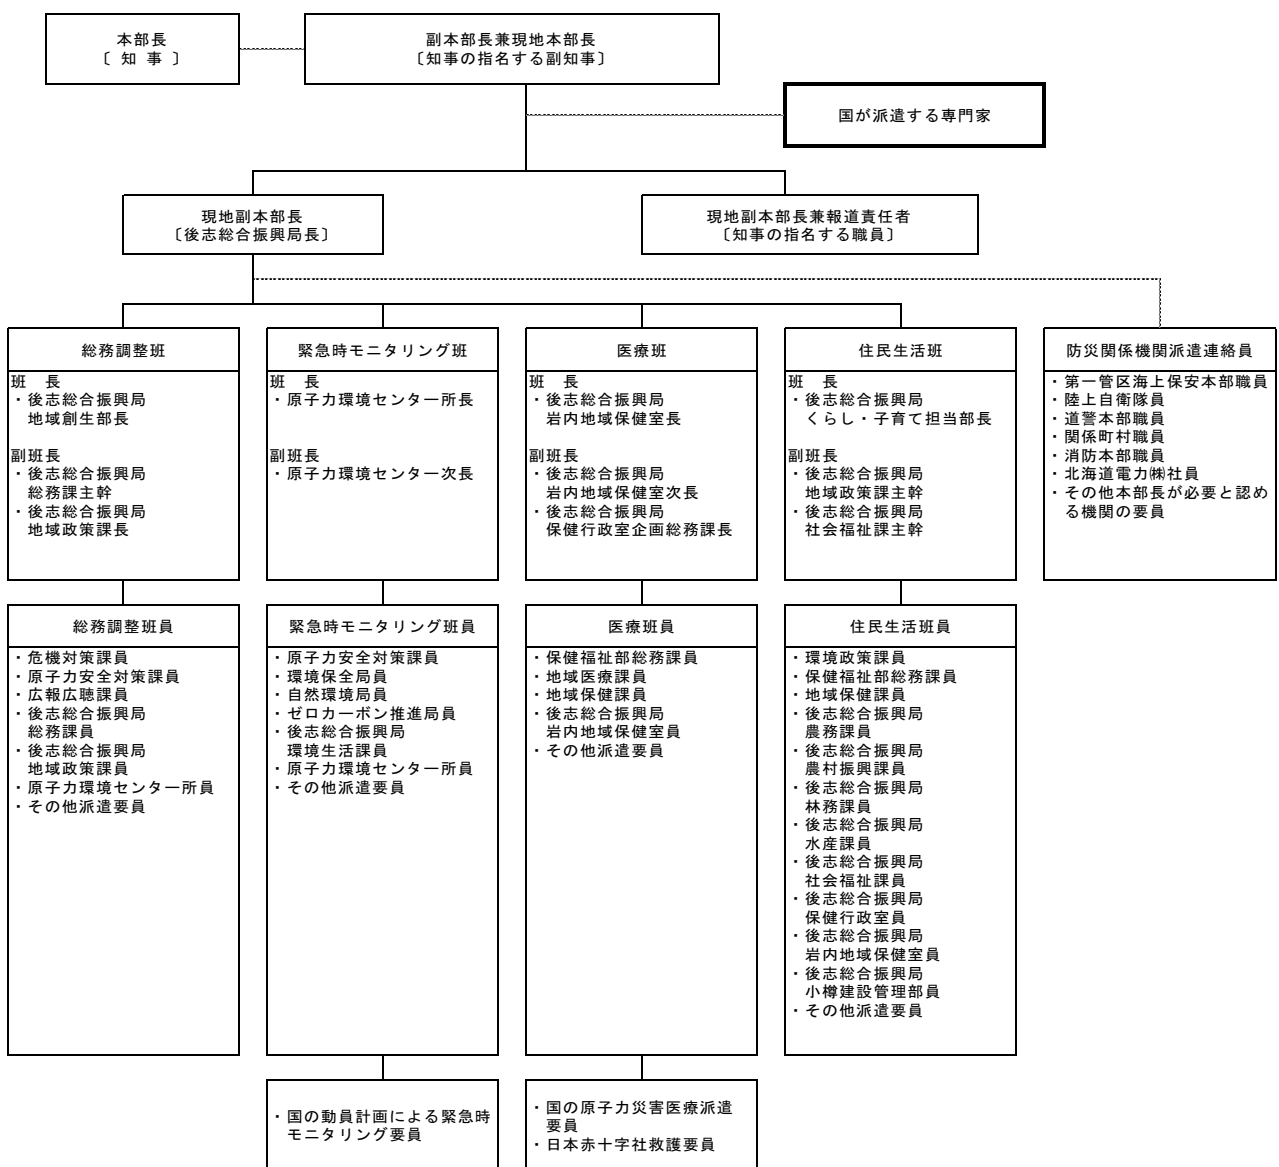 本部長
〔 知 事 〕
副本部長兼現地本部長
〔知事の指名する副知事〕
国が派遣する専門家
現地副本部長
〔後志総合振興局長〕
現地副本部長兼報道責任者
〔知事の指名する職員〕
総務調整班
班　長
・後志総合振興局
地域創生部長
副班長
・後志総合振興局
総務課主幹
・後志総合振興局
地域政策課長
緊急時モニタリング班
班　長
・原子力環境センター所長
副班長
・原子力環境センター次長
医療班
班　長
・後志総合振興局
岩内地域保健室長
副班長
・後志総合振興局
岩内地域保健室次長
・後志総合振興局
保健行政室企画総務課長
住民生活班
班　長
・後志総合振興局
くらし・子育て担当部長
副班長
・後志総合振興局
地域政策課主幹
・後志総合振興局
社会福祉課主幹
防災関係機関派遣連絡員
・第一管区海上保安本部職員
・陸上自衛隊員
・道警本部職員
・関係町村職員
・消防本部職員
・北海道電力㈱社員
・その他本部長が必要と認め
る機関の要員
総務調整班員
・危機対策課員
・原子力安全対策課員
・広報広聴課員
・後志総合振興局
総務課員
・後志総合振興局
地域政策課員
・原子力環境センター所員
・その他派遣要員
緊急時モニタリング班員
・原子力安全対策課員
・環境保全局員
・自然環境局員
・ゼロカーボン推進局員
・後志総合振興局
環境生活課員
・原子力環境センター所員
・その他派遣要員
医療班員
・保健福祉部総務課員
・地域医療課員
・地域保健課員
・後志総合振興局
岩内地域保健室員
・その他派遣要員
住民生活班員
・環境政策課員
・保健福祉部総務課員
・地域保健課員
・後志総合振興局
農務課員
・後志総合振興局
農村振興課員
・後志総合振興局
林務課員
・後志総合振興局
水産課員
・後志総合振興局
社会福祉課員
・後志総合振興局
保健行政室員
・後志総合振興局
岩内地域保健室員
・後志総合振興局
小樽建設管理部員
・その他派遣要員
・国の動員計画による緊急時
モニタリング要員
・国の原子力災害医療派遣
要員
・日本赤十字社救護要員